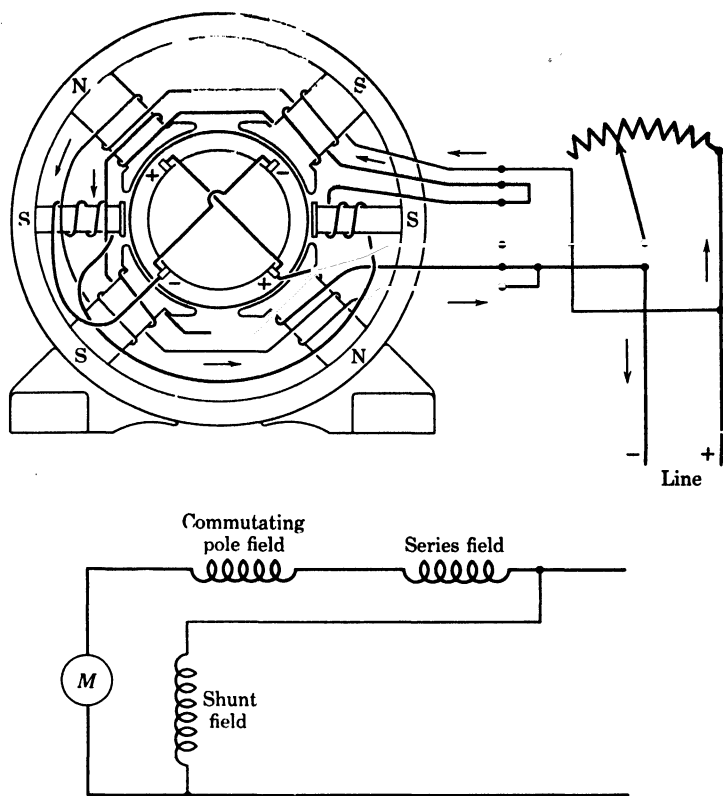 N
S
+
-
S
S
-
+
S
N
-
+
Line
Commutating
pole field
Series field
M
Shunt
field